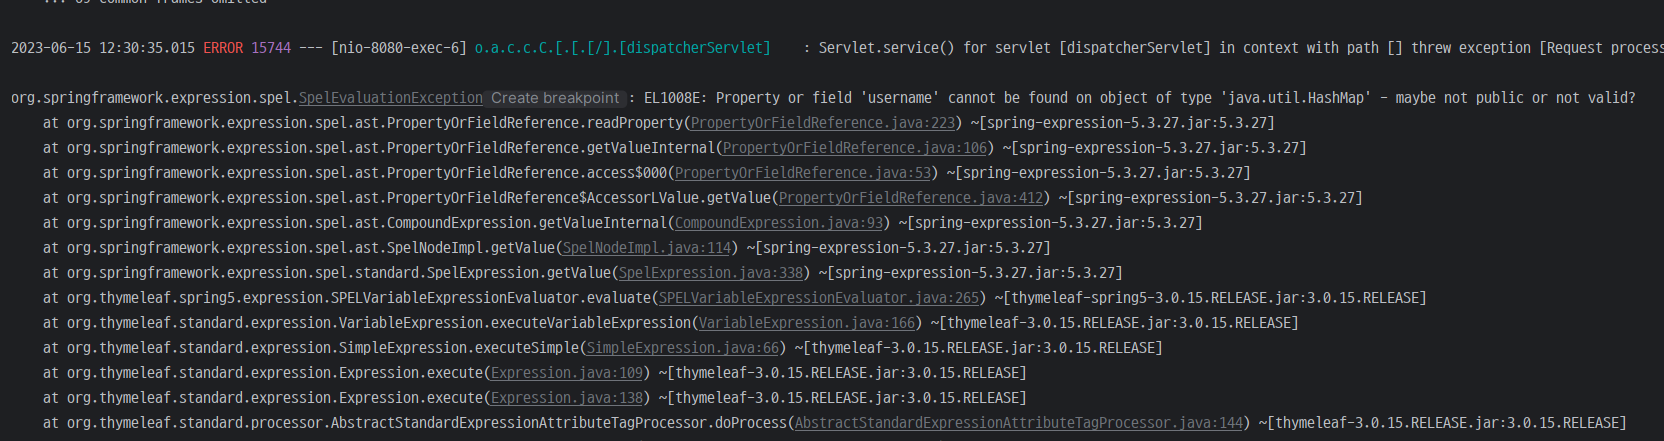 ... 89 common frames omitted
2023-06-15 12:30:35.015 ERROR 15744 --- [nio-8080-exec-6] o.a.c.c.C.[.[.[/].[dispatcherServlet]    : Servlet.service() for servlet [dispatcherServlet] in context with path [] threw exception [Request process
org.springframework.expression.spel.SpelEvaluationException Create breakpoint : EL1008E: Property or field 'username' cannot be found on object of type 'java.util.HashMap' - maybe not public or not valid?
at org.springframework.expression.spel.ast.PropertyOrFieldReference.readProperty(PropertyOrFieldReference.java:223) ~[spring-expression-5.3.27.jar:5.3.27]
at org.springframework.expression.spel.ast.PropertyOrFieldReference.getValueInternal(PropertyOrFieldReference.java:106) ~[spring-expression-5.3.27.jar:5.3.27]
at org.springframework.expression.spel.ast.PropertyOrFieldReference.access$000(PropertyOrFieldReference.java:53) ~[spring-expression-5.3.27.jar:5.3.27]
at org.springframework.expression.spel.ast.PropertyOrFieldReference$AccessorLValue.getValue(PropertyOrFieldReference.java:412) ~[spring-expression-5.3.27.jar:5.3.27]
at org.springframework.expression.spel.ast.CompoundExpression.getValueInternal(CompoundExpression.java:93) ~[spring-expression-5.3.27.jar:5.3.27]
at org.springframework.expression.spel.ast.SpelNodeImpl.getValue(SpelNodeImpl.java:114) ~[spring-expression-5.3.27.jar:5.3.27]
at org.springframework.expression.spel.standard.SpelExpression.getValue(SpelExpression.java:338) ~[spring-expression-5.3.27.jar:5.3.27]
at org.thymeleaf.spring5.expression.SPELVariableExpressionEvaluator.evaluate(SPELVariableExpressionEvaluator.java:265) ~[thymeleaf-spring5-3.0.15.RELEASE.jar:3.0.15.RELEASE]
at org.thymeleaf.standard.expression.VariableExpression.executeVariableExpression(VariableExpression.java:166) ~[thymeleaf-3.0.15.RELEASE.jar:3.0.15.RELEASE]
at org.thymeleaf.standard.expression.SimpleExpression.executeSimple(SimpleExpression.java:66) ~[thymeleaf-3.0.15.RELEASE.jar:3.0.15.RELEASE]
at org.thymeleaf.standard.expression.Expression.execute(Expression.java:109) ~[thymeleaf-3.0.15.RELEASE.jar:3.0.15.RELEASE]
at org.thymeleaf.standard.expression.Expression.execute(Expression.java:138) ~[thymeleaf-3.0.15.RELEASE.jar:3.0.15.RELEASE]
at org.thymeleaf.standard.processor.AbstractStandardExpressionAttributeTagProcessor.doProcess(AbstractStandardExpressionAttributeTagProcessor.java:144) ~[thymeleaf-3.0.15.RELEASE.jar:3.0.15.RELEASE]